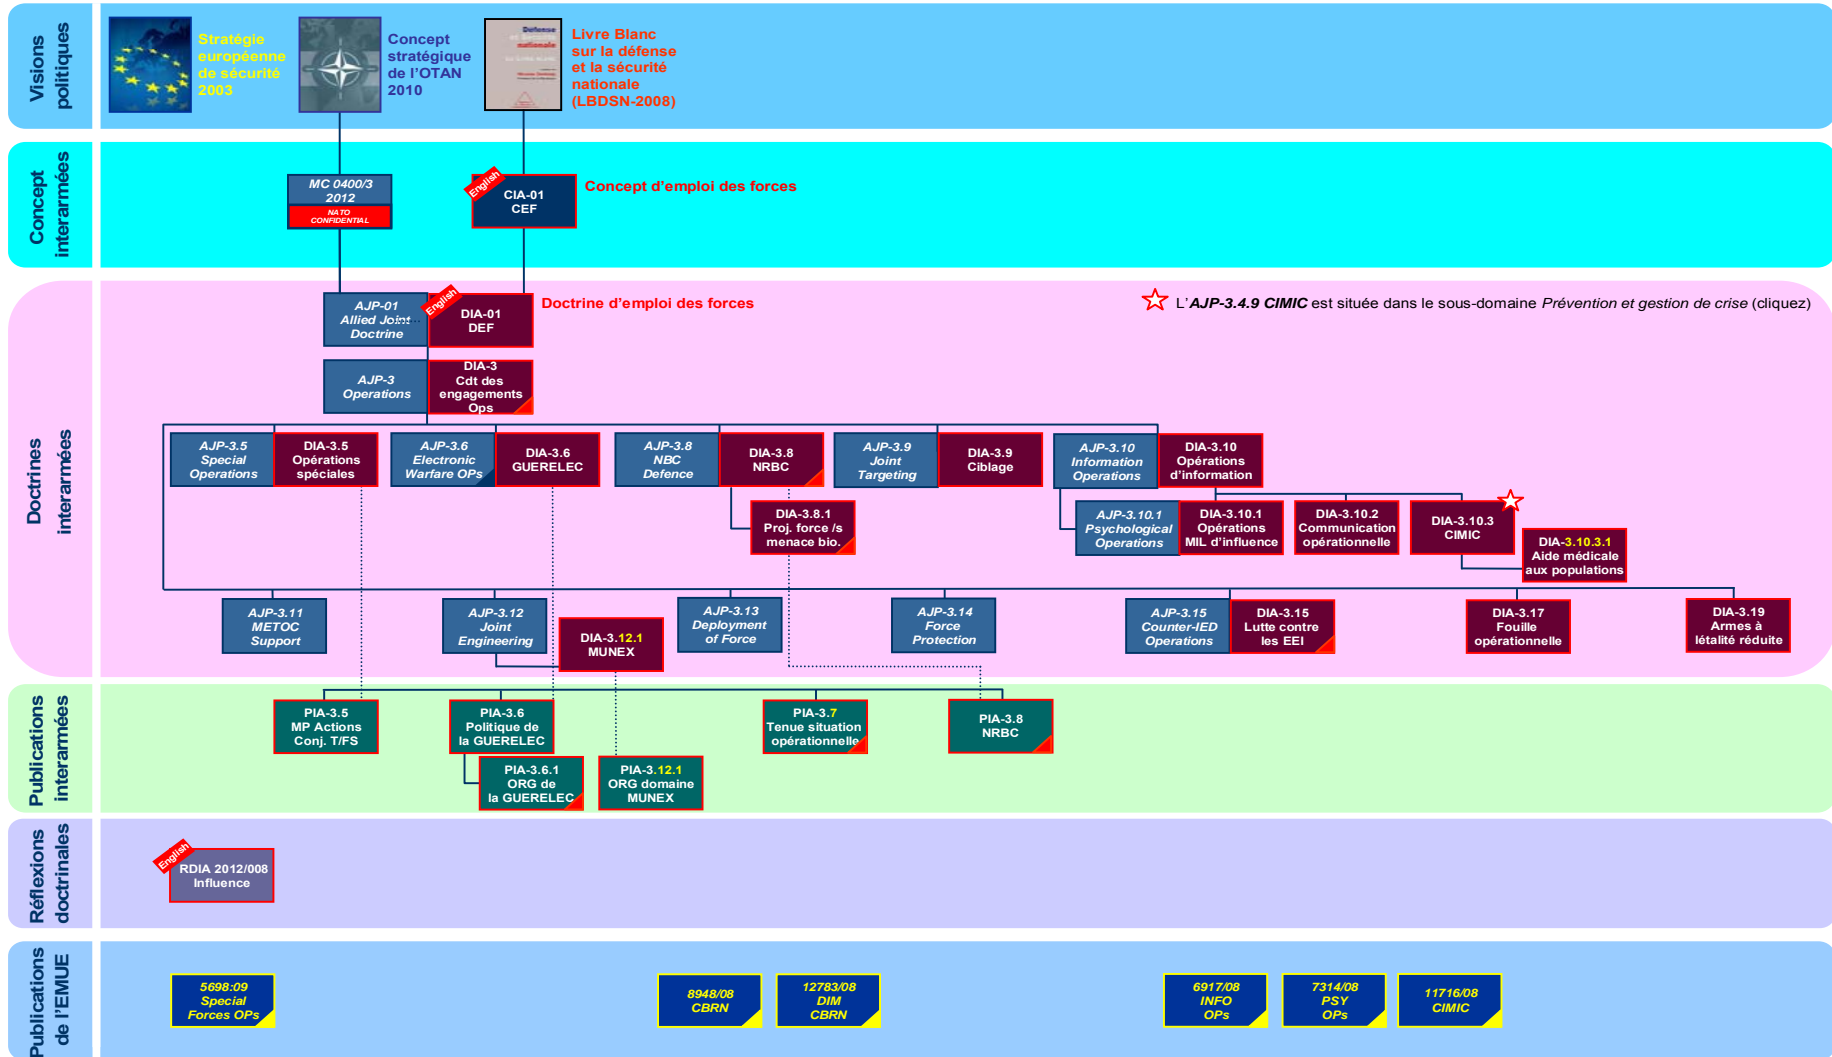 Visions
politiques
Stratégie
européenne
de sécurité
2003
Concept
stratégique
de l'OTAN
2010
Défense
et Sécurité
nationale
Livre Blanc
sur la défense
et la sécurité
nationale
(LBDSN-2008)
Concept
interarmées
MC 0400/3
2012
NATO
CONFIDENTIAL
English
CIA-01
CEF
Concept d'emploi des forces
Doctrines
interarmées
AJP-01
Allied Joint
Doctrine
English
DIA-01
DEF
Doctrine d'emploi des forces
L'AJP-3.4.9 CIMIC est située dans le sous-domaine Prévention et gestion de crise (cliquez)
AJP-3
Operations
DIA-3
Cdt des
engagements
Ops
AJP-3.5
Special
Operations
DIA-3.5
Opérations
spéciales
AJP-3.6
Electronic
Warfare OPs
DIA-3.6
GUERELEC
AJP-3.8
NBC
Defence
DIA-3.8
NRBC
AJP-3.9
Joint
Targeting
DIA-3.9
Ciblage
AJP-3.10
Information
Operations
DIA-3.10
Opérations
d'information
DIA-3.8.1
Proj. force /s
menace bio.
AJP-3.10.1
Psychological
Operations
DIA-3.10.1
Opérations
MIL d'influence
DIA-3.10.2
Communication
opérationnelle
DIA-3.10.3
CIMIC
DIA-3.10.3.1
Aide médicale
aux populations
AJP-3.11
METOC
Support
AJP-3.12
Joint
Engineering
DIA-3.12.1
MUNEX
AJP-3.13
Deployment
of Force
AJP-3.14
Force
Protection
AJP-3.15
Counter-IED
Operations
DIA-3.15
Lutte contre
les EEI
DIA-3.17
Fouille
opérationnelle
DIA-3.19
Armes à
létalité réduite
Publications
interarmées
PIA-3.5
MP Actions
Conj. T/FS
PIA-3.6
Politique de
la GUERELEC
PIA-3.7
Tenue situation
opérationnelle
PIA-3.8
NRBC
PIA-3.6.1
ORG de
la GUERELEC
PIA-3.12.1
ORG domaine
MUNEX
Réflexions
doctrinales
English
RDIA 2012/008
Influence
Publications
de l'EMUE
5698:09
Special
Forces OPs
8948/08
CBRN
12783/08
DIM
CBRN
6917/08
INFO
OPs
7314/08
PSY
OPs
11716/08
CIMIC